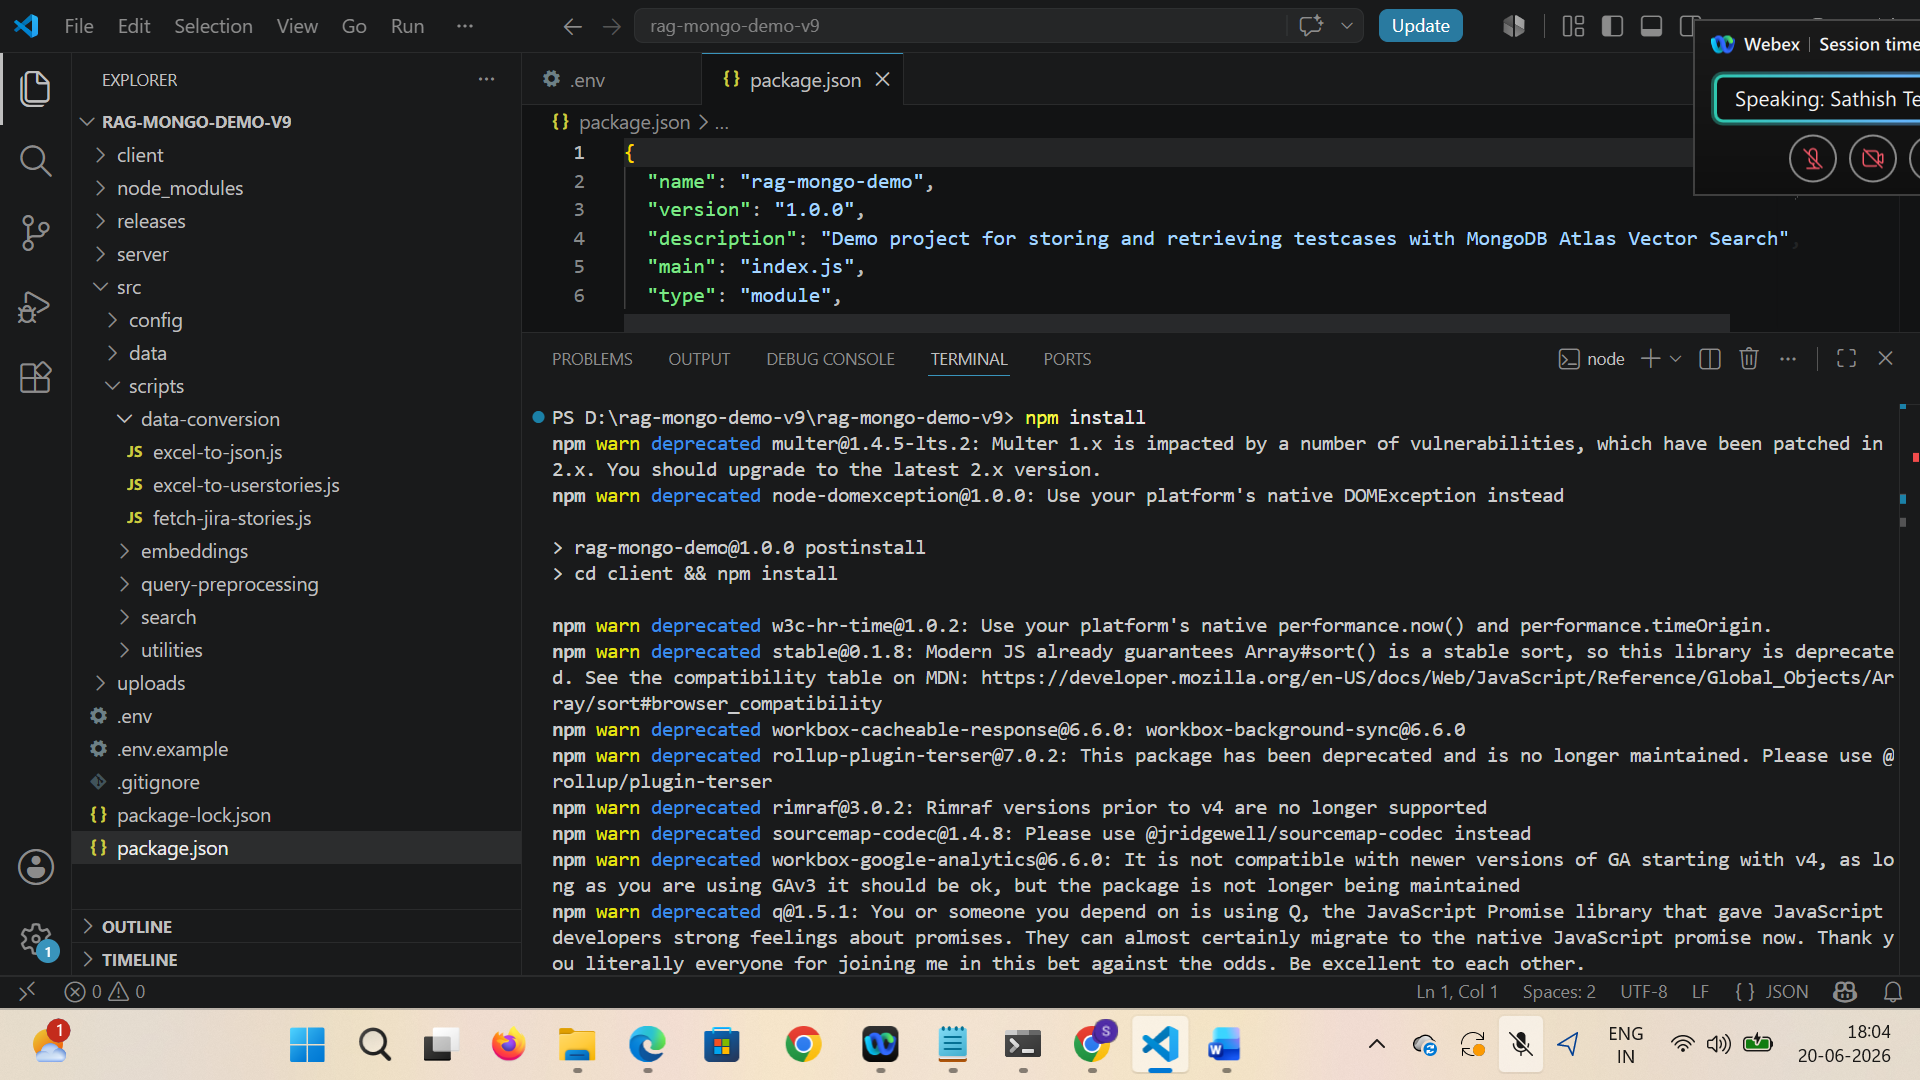 File Edit Selection View Go Run ···
rag-mongo-demo-v9
Update
Webex | Session time
Speaking: Sathish Te
EXPLORER
RAG-MONGO-DEMO-V9
client
node_modules
releases
server
src
config
data
scripts
data-conversion
JS excel-to-json.js
JS excel-to-userstories.js
JS fetch-jira-stories.js
embeddings
query-preprocessing
search
utilities
uploads
.env
.env.example
.gitignore
{} package-lock.json
{} package.json
OUTLINE
TIMELINE
.env
{} package.json
{} package.json > ...
1 {
2 "name": "rag-mongo-demo",
3 "version": "1.0.0",
4 "description": "Demo project for storing and retrieving testcases with MongoDB Atlas Vector Search",
5 "main": "index.js",
6 "type": "module",
PROBLEMS OUTPUT DEBUG CONSOLE TERMINAL PORTS
node
PS D:\rag-mongo-demo-v9\rag-mongo-demo-v9> npm install
npm warn deprecated multer@1.4.5-lts.2: Multer 1.x is impacted by a number of vulnerabilities, which have been patched in
2.x. You should upgrade to the latest 2.x version.
npm warn deprecated node-domexception@1.0.0: Use your platform's native DOMException instead
> rag-mongo-demo@1.0.0 postinstall
> cd client && npm install
npm warn deprecated w3c-hr-time@1.0.2: Use your platform's native performance.now() and performance.timeOrigin.
npm warn deprecated stable@0.1.8: Modern JS already guarantees Array#sort() is a stable sort, so this library is deprecate
d. See the compatibility table on MDN: https://developer.mozilla.org/en-US/docs/Web/JavaScript/Reference/Global_Objects/Ar
ray/sort#browser_compatibility
npm warn deprecated workbox-cacheable-response@6.6.0: workbox-background-sync@6.6.0
npm warn deprecated rollup-plugin-terser@7.0.2: This package has been deprecated and is no longer maintained. Please use @
rollup/plugin-terser
npm warn deprecated rimraf@3.0.2: Rimraf versions prior to v4 are no longer supported
npm warn deprecated sourcemap-codec@1.4.8: Please use @jridgewell/sourcemap-codec instead
npm warn deprecated workbox-google-analytics@6.6.0: It is not compatible with newer versions of GA starting with v4, as lo
ng as you are using GAv3 it should be ok, but the package is not longer being maintained
npm warn deprecated q@1.5.1: You or someone you depend on is using Q, the JavaScript Promise library that gave JavaScript
developers strong feelings about promises. They can almost certainly migrate to the native JavaScript promise now. Thank y
ou literally everyone for joining me in this bet against the odds. Be excellent to each other.
1
0 0
Ln 1, Col 1 Spaces: 2 UTF-8 LF {} JSON
1
S
ENG
IN
18:04
20-06-2026